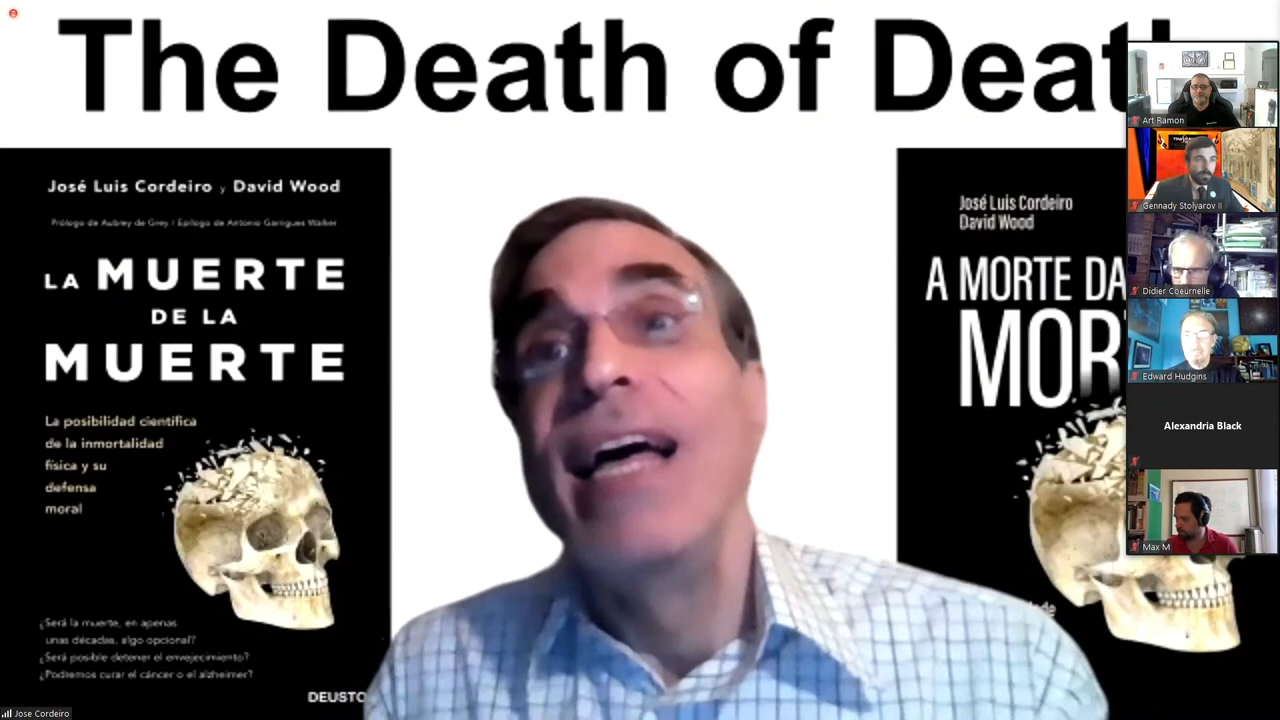 The Death of Deat
José Luis Cordeiro y David Wood
Prólogo de Aubrey de Grey / Epílogo de Antonio Garrigues Walker
LA MUERTE
DE LA
MUERTE
La posibilidad científica
de la inmortalidad
física y su
defensa
moral
¿Será la muerte, en apenas
unas décadas, algo opcional?
¿Será posible detener el envejecimiento?
¿Podremos curar el cáncer o el alzheimer?
DEUSTO
José Luis Cordeiro
David Wood
A MORTE DA
MOR
Art Ramon
Gennady Stolyarov II
Didier Coeurnelle
Edward Hudgins
Alexandria Black
Max M
Jose Cordeiro